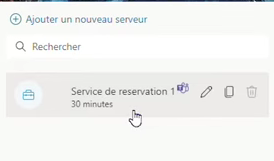 Ajouter un nouveau serveur
Rechercher
Service de reservation 1
30 minutes